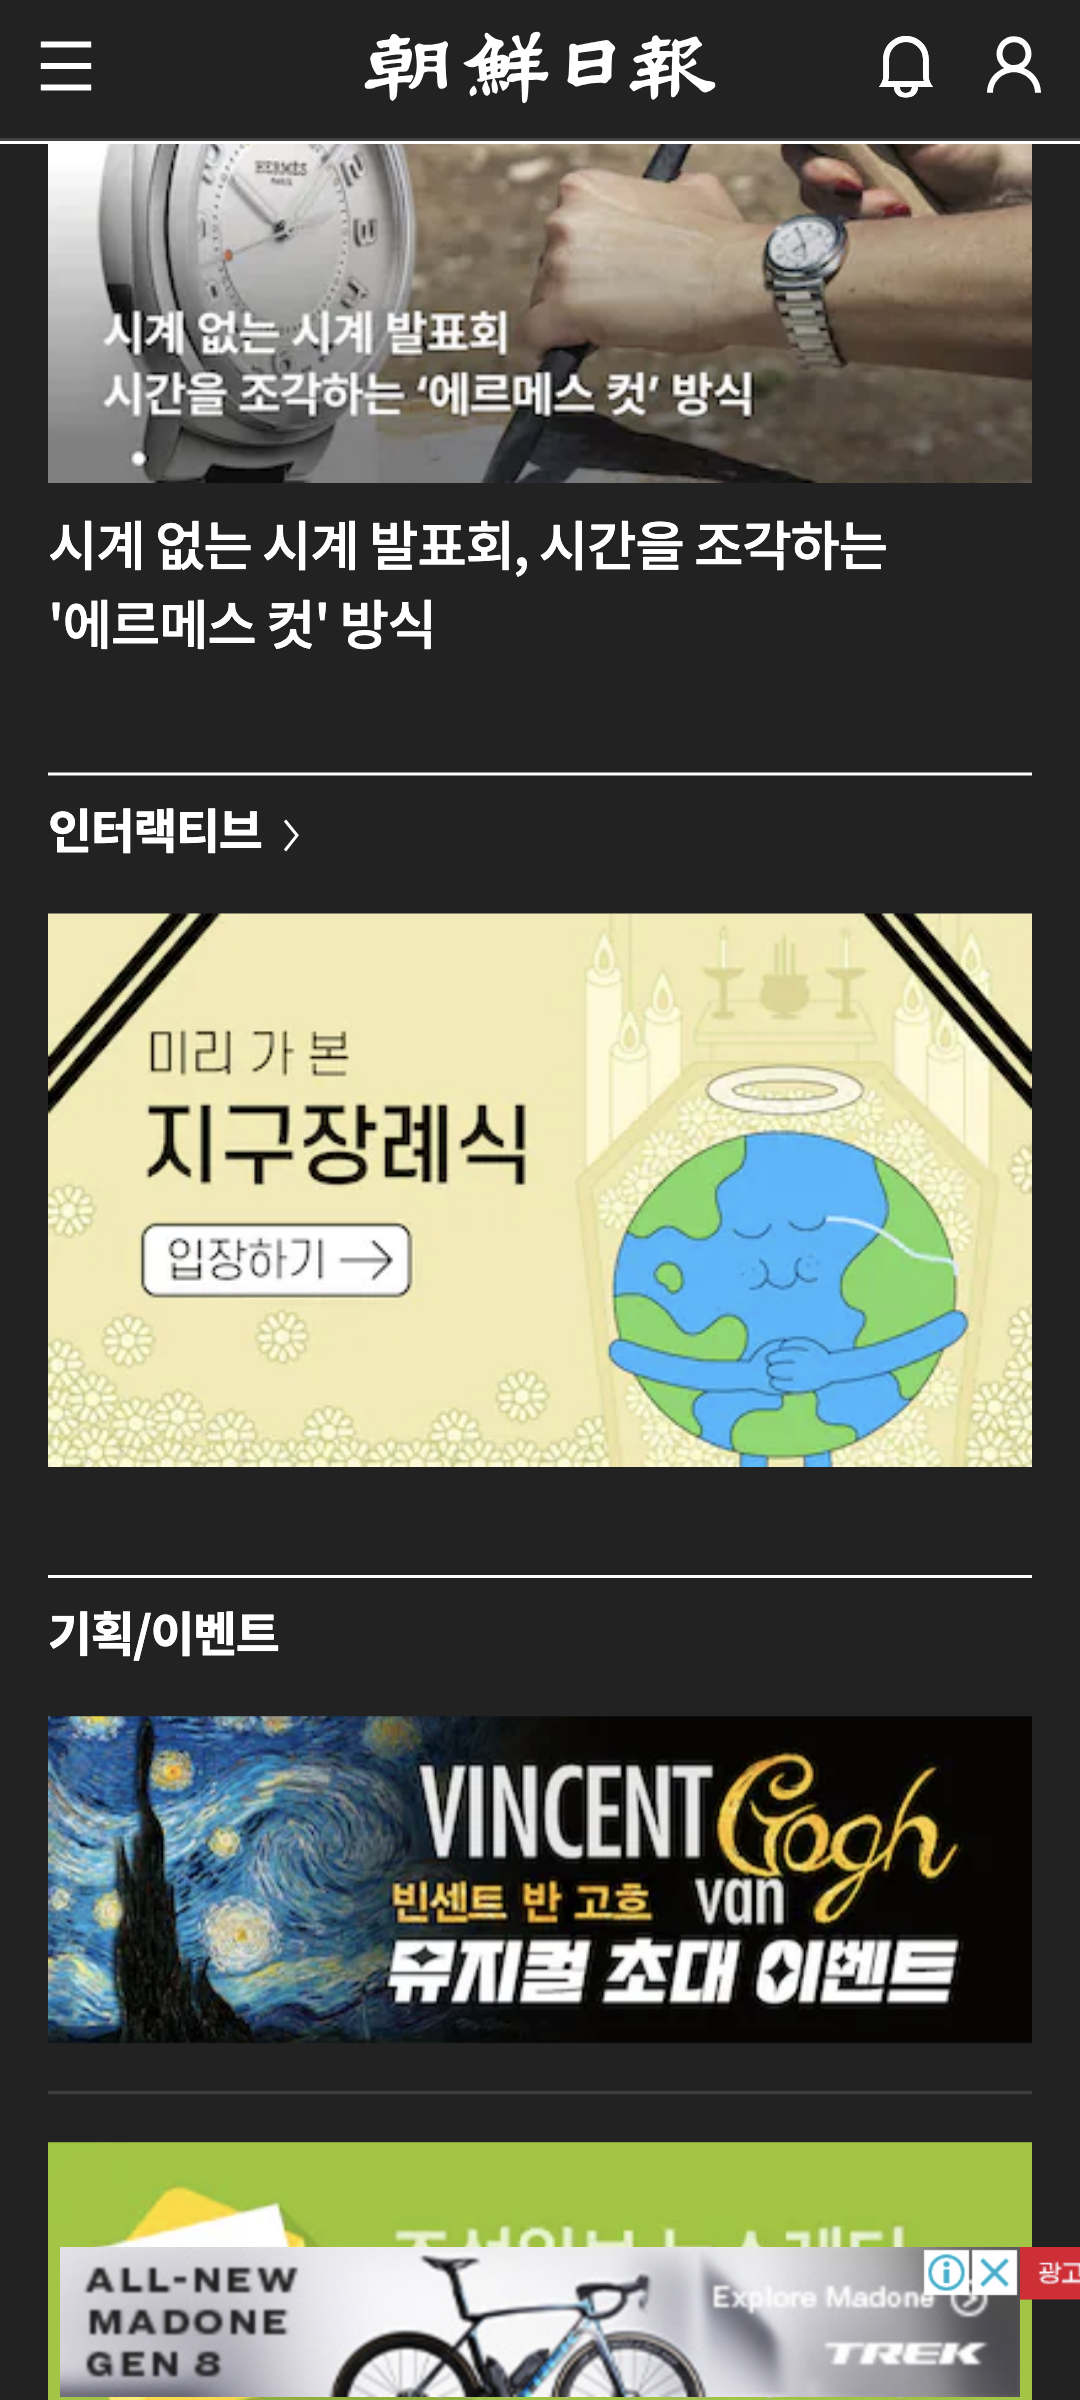 朝鮮日報
HERMÈS
PARIS
시계 없는 시계 발표회
시간을 조각하는 ‘에르메스 컷’ 방식
시계 없는 시계 발표회, 시간을 조각하는
'에르메스 컷' 방식
인터랙티브 >
미리 가 본
지구장례식
입장하기 →
기획/이벤트
VINCENT van Gogh
빈센트 반 고흐
뮤지컬 초대 이벤트
ALL-NEW
MADONE
GEN 8
Explore Madone
TREK
광고